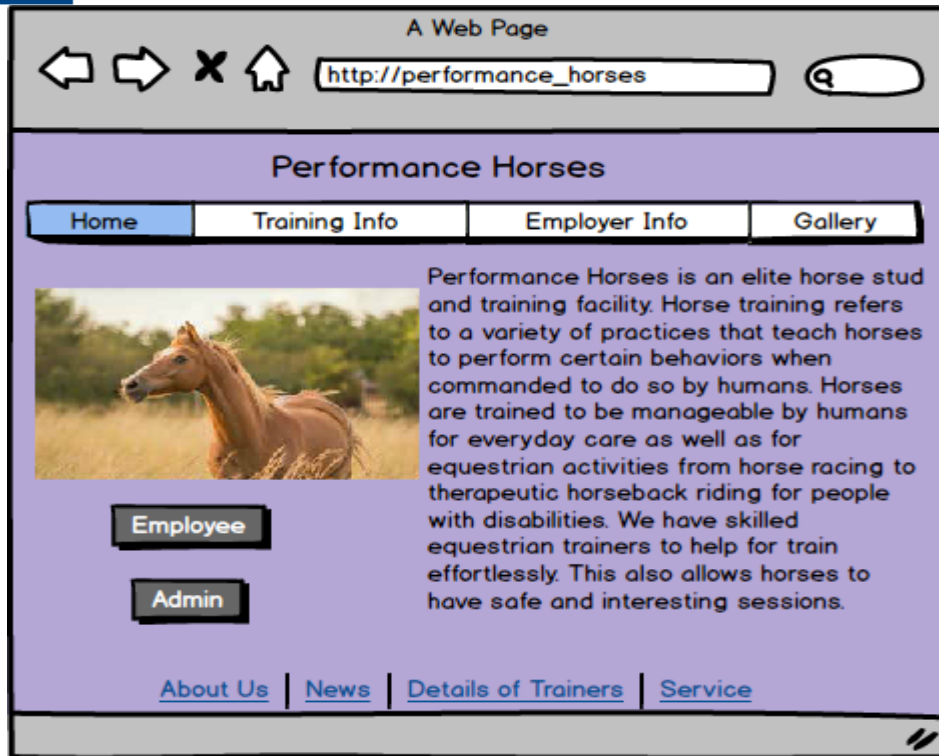 A Web Page
http://performance_horses
Performance Horses
Home Training Info Employer Info Gallery
Performance Horses is an elite horse stud
and training facility. Horse training refers
to a variety of practices that teach horses
to perform certain behaviors when
commanded to do so by humans. Horses
are trained to be manageable by humans
for everyday care as well as for
equestrian activities from horse racing to
therapeutic horseback riding for people
with disabilities. We have skilled
equestrian trainers to help for train
effortlessly. This also allows horses to
have safe and interesting sessions.
Employee
Admin
About Us News Details of Trainers Service